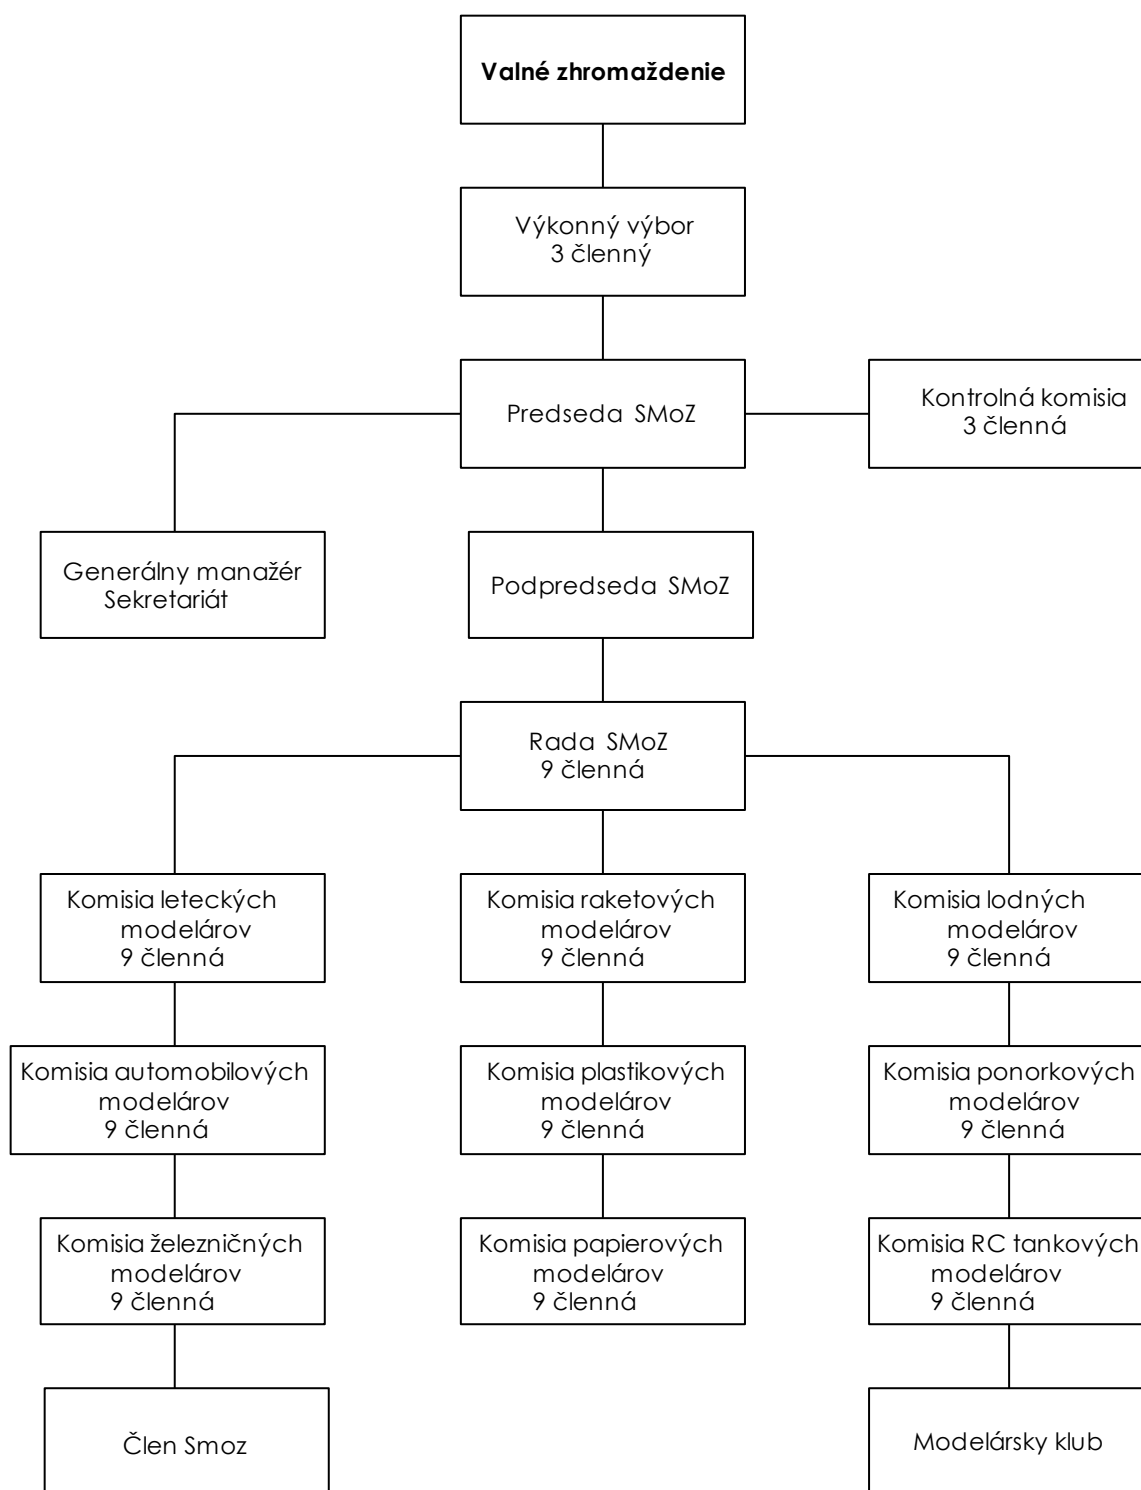 Valné zhromaždenie
Výkonný výbor
3 členný
Predseda SMoZ
Kontrolná komisia
3 členná
Generálny manažér
Sekretariát
Podpredseda SMoZ
Rada SMoZ
9 členná
Komisia leteckých
modelárov
9 členná
Komisia raketových
modelárov
9 členná
Komisia lodných
modelárov
9 členná
Komisia automobilových
modelárov
9 členná
Komisia plastikových
modelárov
9 členná
Komisia ponorkových
modelárov
9 členná
Komisia železničných
modelárov
9 členná
Komisia papierových
modelárov
9 členná
Komisia RC tankových
modelárov
9 členná
Člen Smoz
Modelársky klub